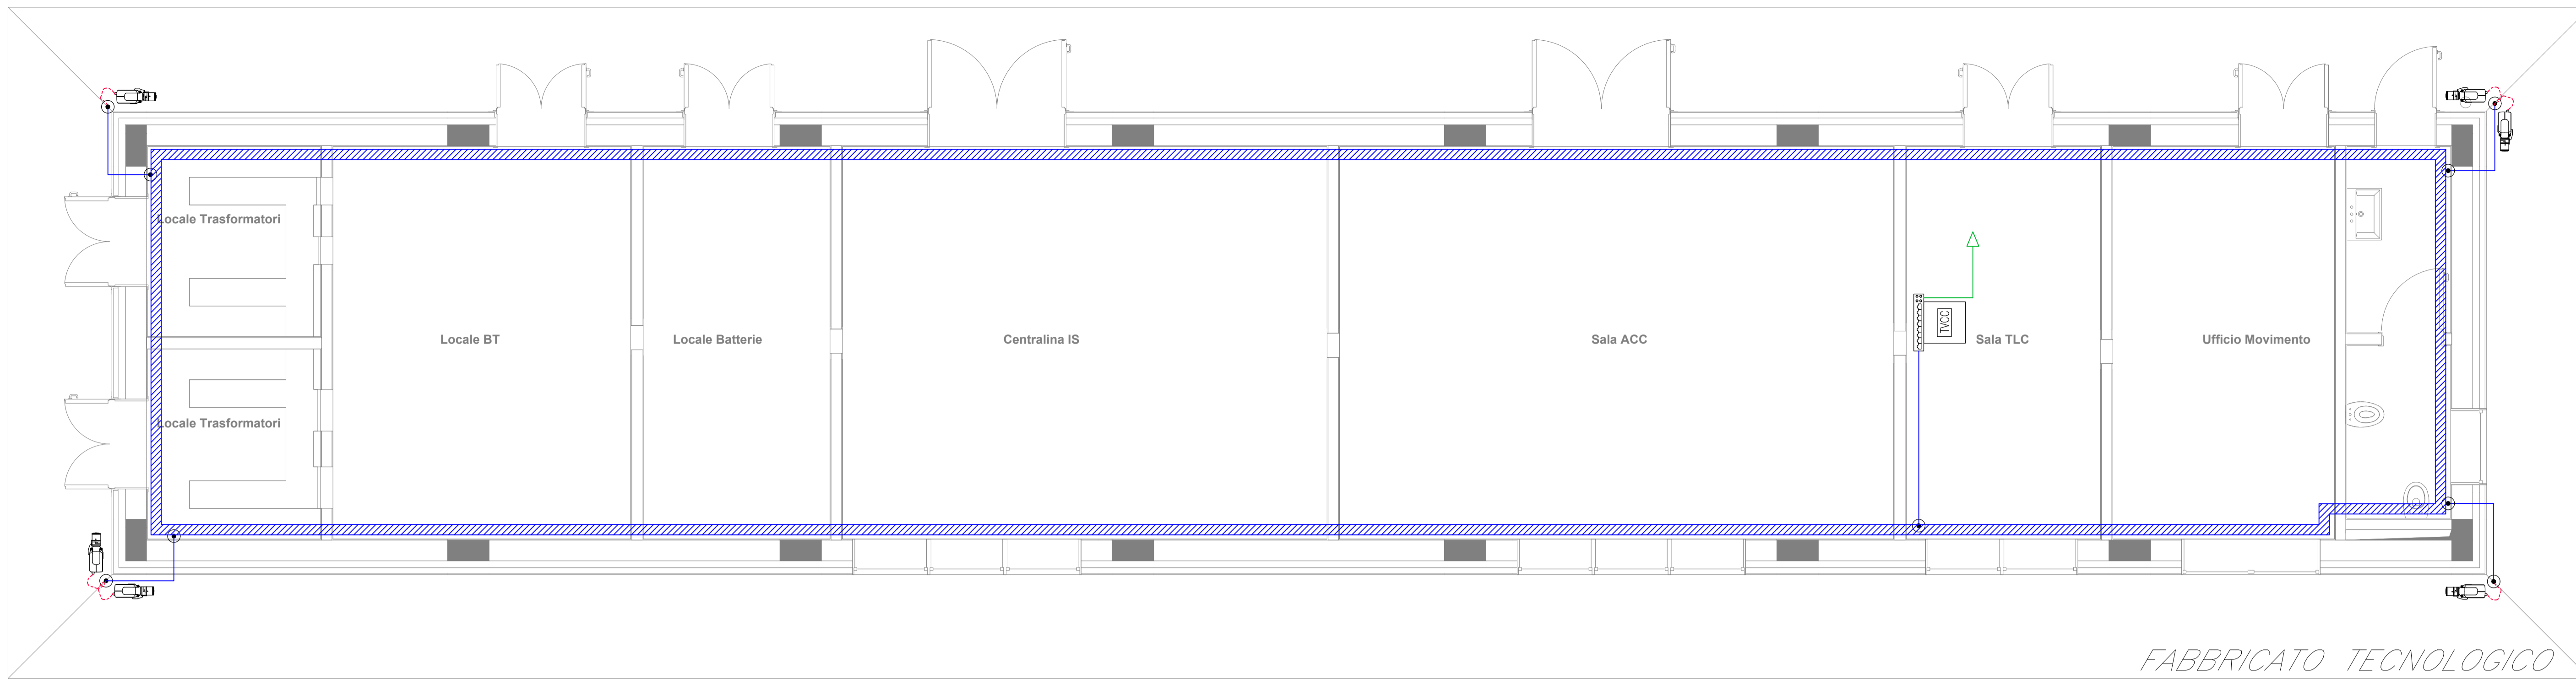 Locale Trasformatori
Locale BT
Locale Batterie
Centralina IS
Sala ACC
TVCC
Sala TLC
Ufficio Movimento
Locale Trasformatori
FABBRICATO TECNOLOGICO